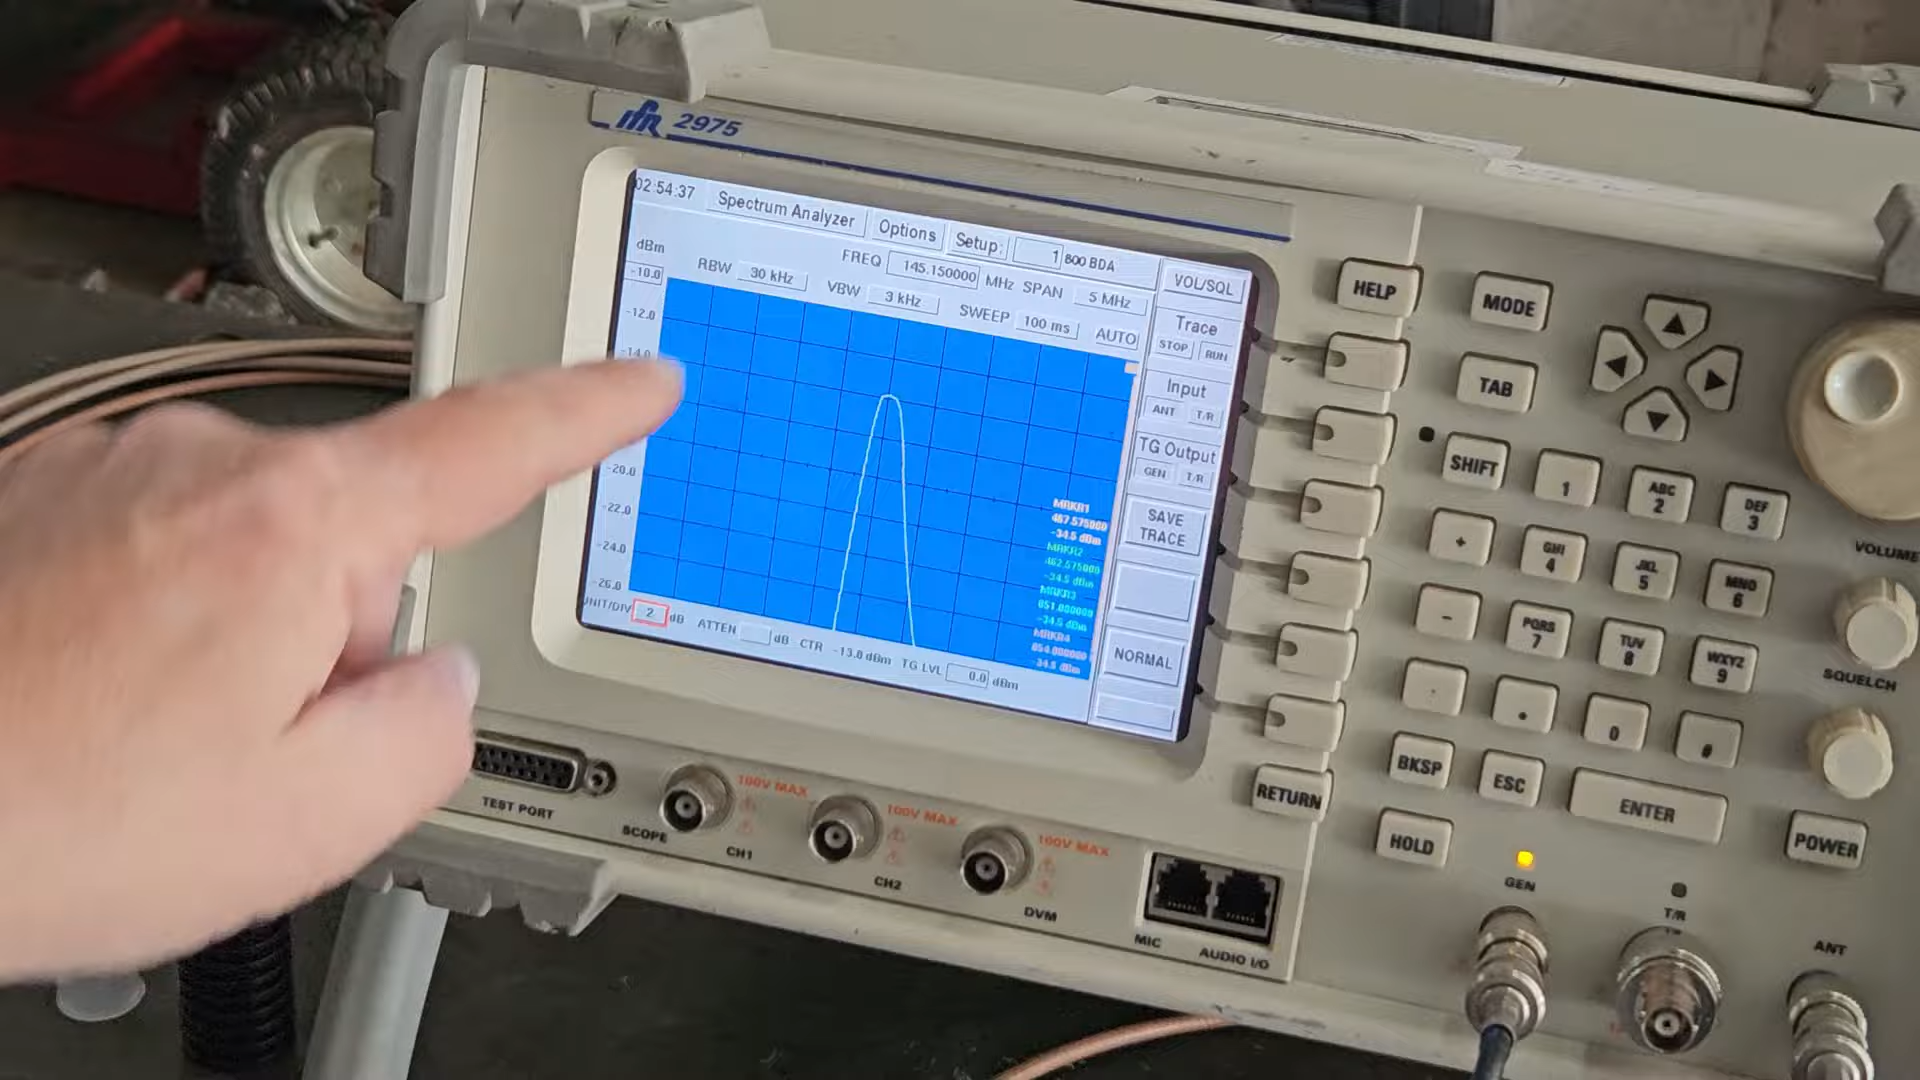 IFR 2975
02:54:37 Spectrum Analyzer Options Setup: 1 800 BDA
FREQ 145.150000 MHz SPAN 5 MHz
RBW 30 kHz VBW 3 kHz SWEEP 100 ms AUTO
dBm
-10.0
-12.0
-14.0
-20.0
-22.0
-24.0
-26.0
MRKR1
467.575000
-34.5 dBm
MRKR2
462.575000
-34.5 dBm
MRKR3
851.000000
-34.5 dBm
MRKR4
854.000000
-34.5 dBm
UNIT/DIV 2 dB ATTEN dB CTR -13.0 dBm TG LVL 0.0 dBm
VOL/SQL
Trace
STOP RUN
Input
ANT T/R
TG Output
GEN T/R
SAVE
TRACE
NORMAL
HELP
MODE
TAB
SHIFT
1
ABC
2
DEF
3
+
GHI
4
JKL
5
MNO
6
-
PQRS
7
TUV
8
WXYZ
9
.
0
#
BKSP
ESC
ENTER
RETURN
HOLD
POWER
VOLUME
SQUELCH
TEST PORT
SCOPE
100V MAX
CH1
100V MAX
CH2
100V MAX
DVM
MIC
AUDIO I/O
GEN
T/R
ANT